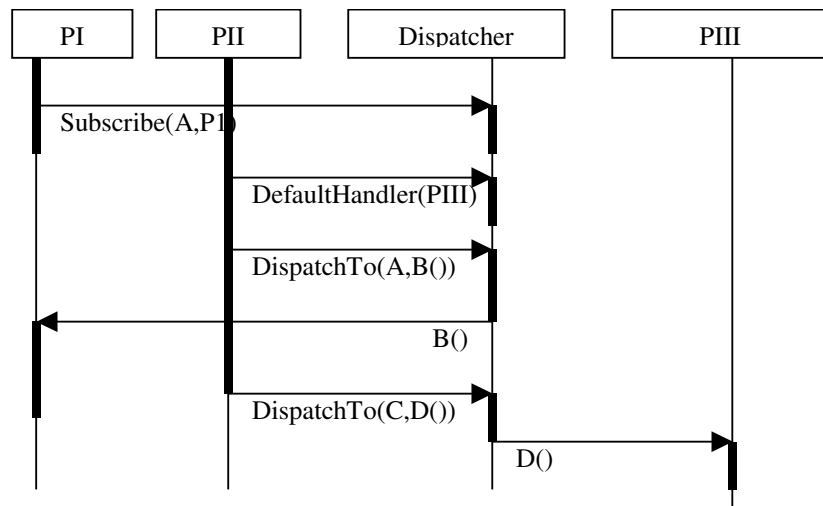 PI
PII
Dispatcher
PIII
Subscribe(A,P1)
DefaultHandler(PIII)
DispatchTo(A,B())
B()
DispatchTo(C,D())
D()